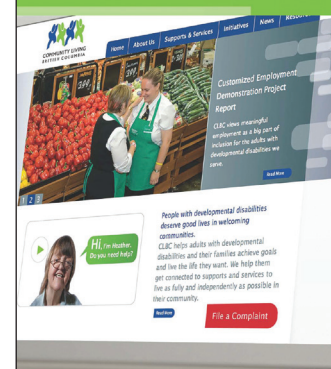 COMMUNITY LIVING
BRITISH COLUMBIA
Home About Us Supports & Services Initiatives News
Customized Employment
Demonstration Project
Report
CLBC views meaningful
employment as a big part of
inclusion for the adults with
developmental disabilities we
serve.
Read More
399
399
1 2 3
Hi, I'm Heather.
Do you need help?
People with developmental disabilities
deserve good lives in welcoming
communities.
CLBC helps adults with developmental
disabilities and their families achieve goals
and live the life they want. We help them
get connected to supports and services to
live as fully and independently as possible in
their community.
Read More
File a Complaint